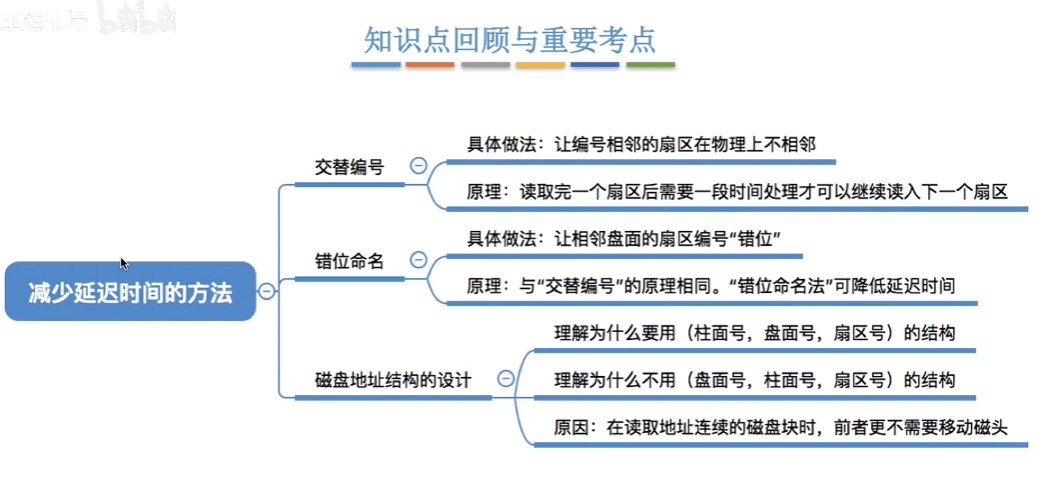 bilibili
知识点回顾与重要考点
交替编号
具体做法：让编号相邻的扇区在物理上不相邻
原理：读取完一个扇区后需要一段时间处理才可以继续读入下一个扇区
错位命名
具体做法：让相邻盘面的扇区编号“错位”
原理：与“交替编号”的原理相同。“错位命名法”可降低延迟时间
减少延迟时间的方法
磁盘地址结构的设计
理解为什么要用（柱面号，盘面号，扇区号）的结构
理解为什么不用（盘面号，柱面号，扇区号）的结构
原因：在读取地址连续的磁盘块时，前者更不需要移动磁头